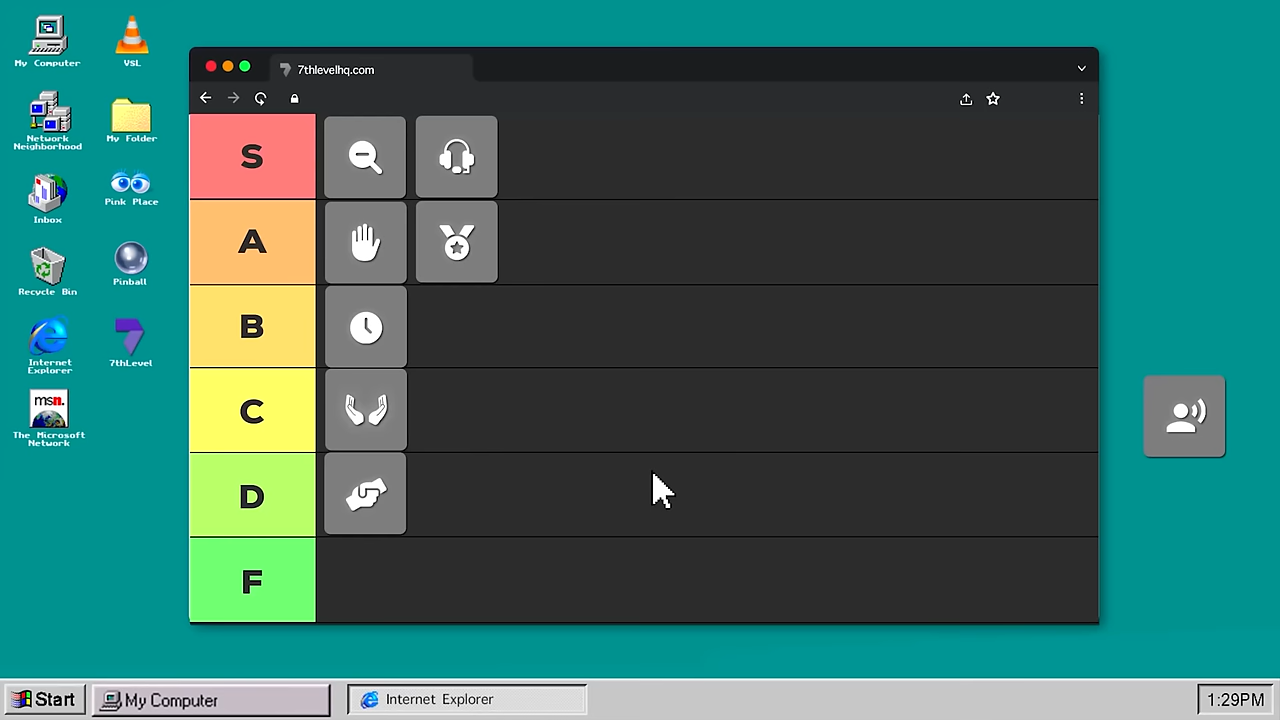 My Computer
VSL
Network
Neighborhood
My Folder
Inbox
Pink Place
Recycle Bin
Pinball
Internet
Explorer
7thLevel
msn.
The Microsoft
Network
7thlevelhq.com
S
A
B
C
D
F
Start
My Computer
Internet Explorer
1:29PM